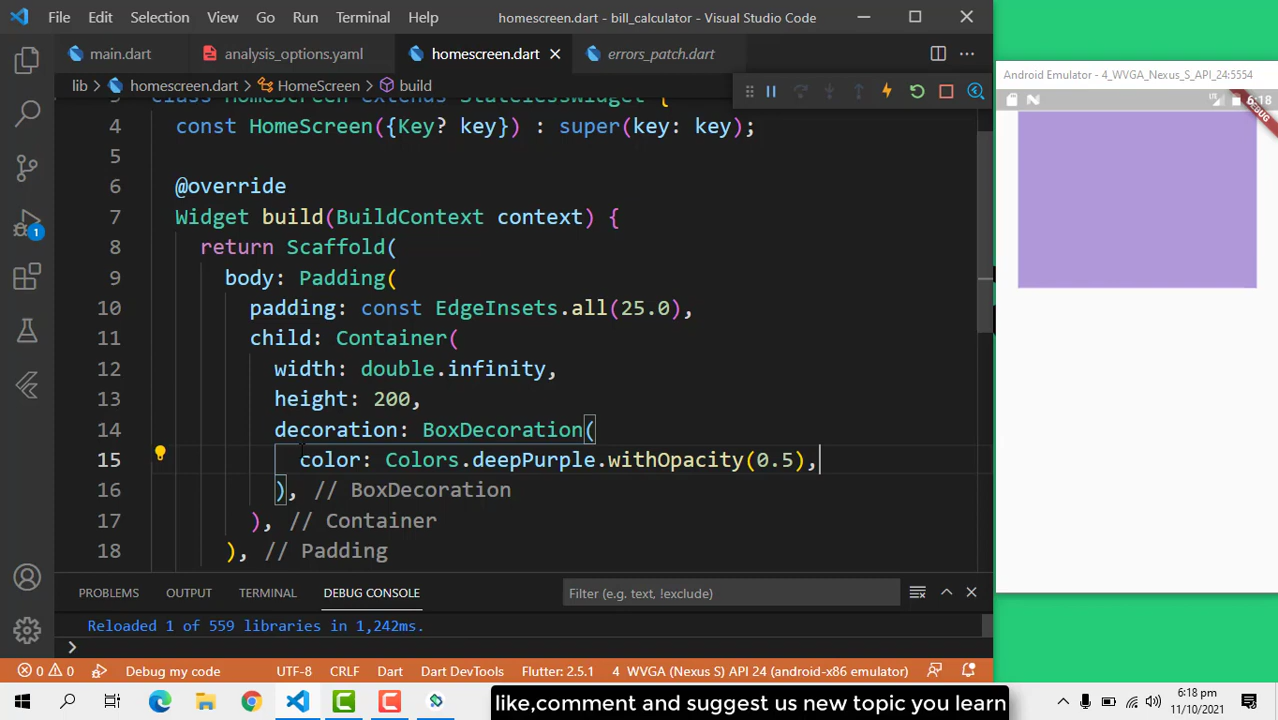 File Edit Selection View Go Run Terminal Help homescreen.dart - bill_calculator - Visual Studio Code
main.dart analysis_options.yaml homescreen.dart errors_patch.dart
lib homescreen.dart HomeScreen build
Android Emulator - 4_WVGA_Nexus_S_API_24:5554
6:18
DEBUG
class HomeScreen extends StatelessWidget {
4 const HomeScreen({Key? key}) : super(key: key);
5
6 @override
7 Widget build(BuildContext context) {
8 return Scaffold(
9 body: Padding(
10 padding: const EdgeInsets.all(25.0),
11 child: Container(
12 width: double.infinity,
13 height: 200,
14 decoration: BoxDecoration(
15 color: Colors.deepPurple.withOpacity(0.5),
16 ), // BoxDecoration
17 ), // Container
18 ), // Padding
1
PROBLEMS OUTPUT TERMINAL DEBUG CONSOLE Filter (e.g. text, !exclude)
Reloaded 1 of 559 libraries in 1,242ms.
0 0 Debug my code UTF-8 CRLF Dart Dart DevTools Flutter: 2.5.1 4 WVGA (Nexus S) API 24 (android-x86 emulator)
like,comment and suggest us new topic you learn
6:18 pm
11/10/2021